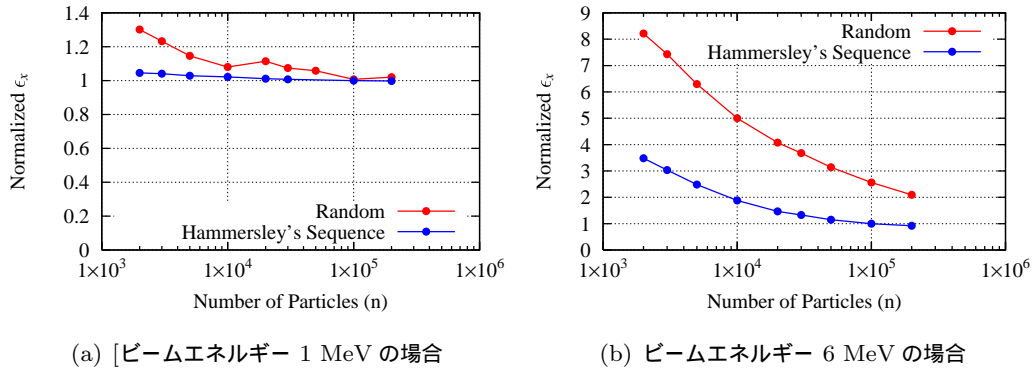 1.4
1.2
1
0.8
0.6
0.4
0.2
0
Normalized ϵx
Random
Hammersley's Sequence
1×10³ 1×10⁴ 1×10⁵ 1×10⁶
Number of Particles (n)
(a) [ビームエネルギー 1 MeV の場合
9
8
7
6
5
4
3
2
1
0
Normalized ϵx
Random
Hammersley's Sequence
1×10³ 1×10⁴ 1×10⁵ 1×10⁶
Number of Particles (n)
(b) ビームエネルギー 6 MeV の場合